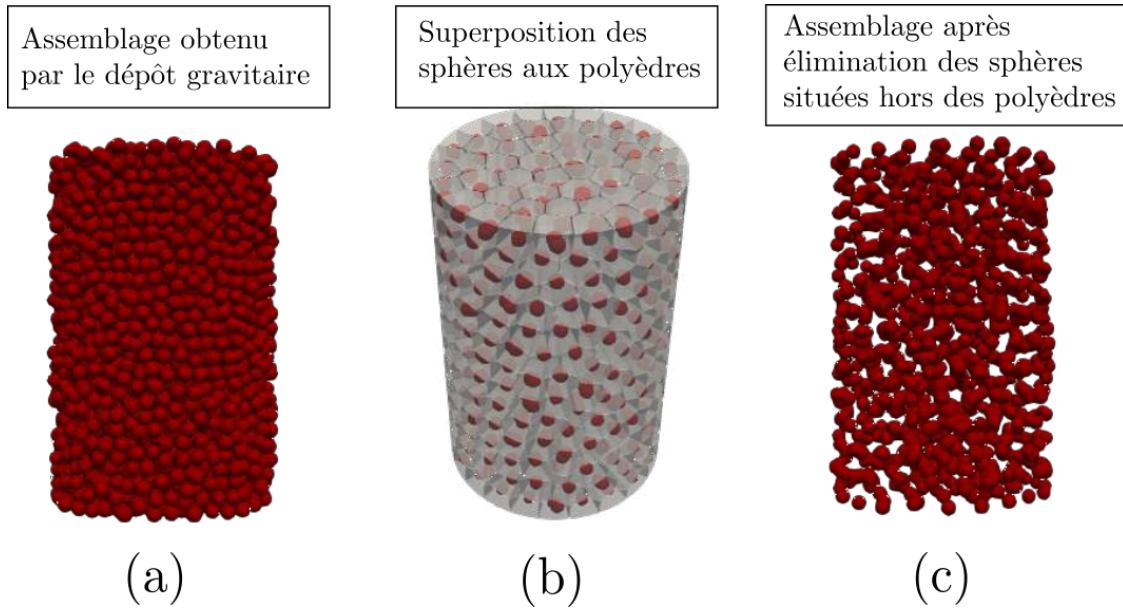 Assemblage obtenu
par le dépôt gravitaire
Superposition des
sphères aux polyèdres
Assemblage après
élimination des sphères
situées hors des polyèdres
(a)
(b)
(c)